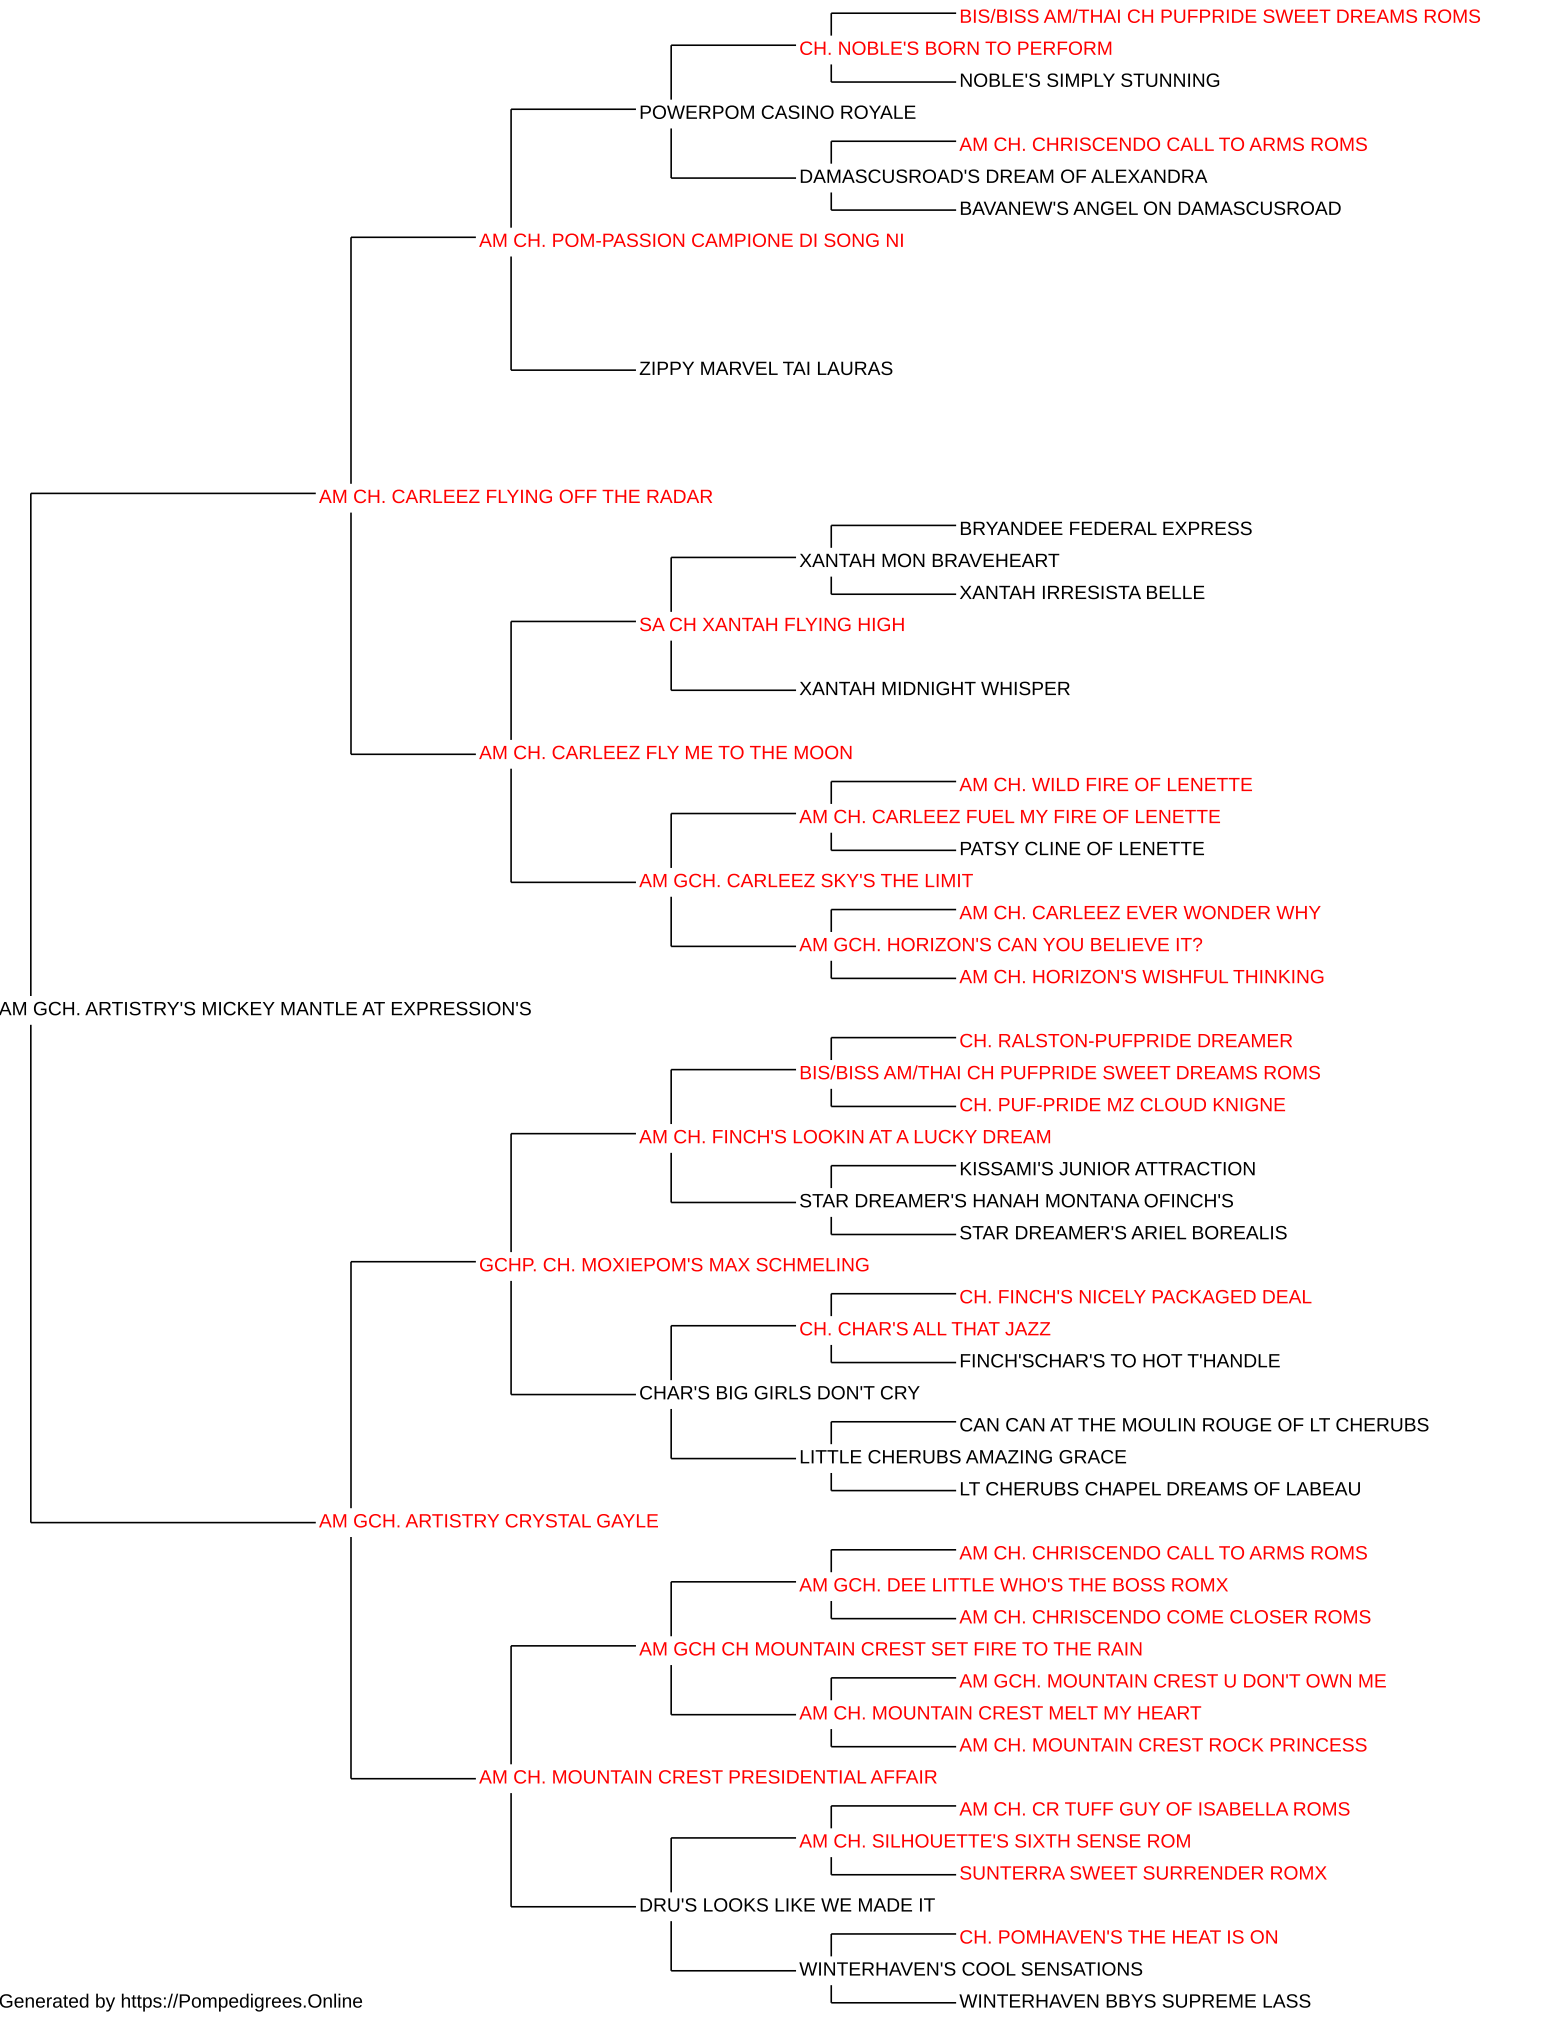 BIS/BISS AM/THAI CH PUFPRIDE SWEET DREAMS ROMS
CH. NOBLE'S BORN TO PERFORM
NOBLE'S SIMPLY STUNNING
POWERPOM CASINO ROYALE
AM CH. CHRISCENDO CALL TO ARMS ROMS
DAMASCUSROAD'S DREAM OF ALEXANDRA
BAVANEW'S ANGEL ON DAMASCUSROAD
AM CH. POM-PASSION CAMPIONE DI SONG NI
ZIPPY MARVEL TAI LAURAS
AM CH. CARLEEZ FLYING OFF THE RADAR
BRYANDEE FEDERAL EXPRESS
XANTAH MON BRAVEHEART
XANTAH IRRESISTA BELLE
SA CH XANTAH FLYING HIGH
XANTAH MIDNIGHT WHISPER
AM CH. CARLEEZ FLY ME TO THE MOON
AM CH. WILD FIRE OF LENETTE
AM CH. CARLEEZ FUEL MY FIRE OF LENETTE
PATSY CLINE OF LENETTE
AM GCH. CARLEEZ SKY'S THE LIMIT
AM CH. CARLEEZ EVER WONDER WHY
AM GCH. HORIZON'S CAN YOU BELIEVE IT?
AM CH. HORIZON'S WISHFUL THINKING
AM GCH. ARTISTRY'S MICKEY MANTLE AT EXPRESSION'S
CH. RALSTON-PUFPRIDE DREAMER
BIS/BISS AM/THAI CH PUFPRIDE SWEET DREAMS ROMS
CH. PUF-PRIDE MZ CLOUD KNIGNE
AM CH. FINCH'S LOOKIN AT A LUCKY DREAM
KISSAMI'S JUNIOR ATTRACTION
STAR DREAMER'S HANAH MONTANA OFINCH'S
STAR DREAMER'S ARIEL BOREALIS
GCHP. CH. MOXIEPOM'S MAX SCHMELING
CH. FINCH'S NICELY PACKAGED DEAL
CH. CHAR'S ALL THAT JAZZ
FINCH'SCHAR'S TO HOT T'HANDLE
CHAR'S BIG GIRLS DON'T CRY
CAN CAN AT THE MOULIN ROUGE OF LT CHERUBS
LITTLE CHERUBS AMAZING GRACE
LT CHERUBS CHAPEL DREAMS OF LABEAU
AM GCH. ARTISTRY CRYSTAL GAYLE
AM CH. CHRISCENDO CALL TO ARMS ROMS
AM GCH. DEE LITTLE WHO'S THE BOSS ROMX
AM CH. CHRISCENDO COME CLOSER ROMS
AM GCH CH MOUNTAIN CREST SET FIRE TO THE RAIN
AM GCH. MOUNTAIN CREST U DON'T OWN ME
AM CH. MOUNTAIN CREST MELT MY HEART
AM CH. MOUNTAIN CREST ROCK PRINCESS
AM CH. MOUNTAIN CREST PRESIDENTIAL AFFAIR
AM CH. CR TUFF GUY OF ISABELLA ROMS
AM CH. SILHOUETTE'S SIXTH SENSE ROM
SUNTERRA SWEET SURRENDER ROMX
DRU'S LOOKS LIKE WE MADE IT
CH. POMHAVEN'S THE HEAT IS ON
WINTERHAVEN'S COOL SENSATIONS
WINTERHAVEN BBYS SUPREME LASS
Generated by https://Pompedigrees.Online